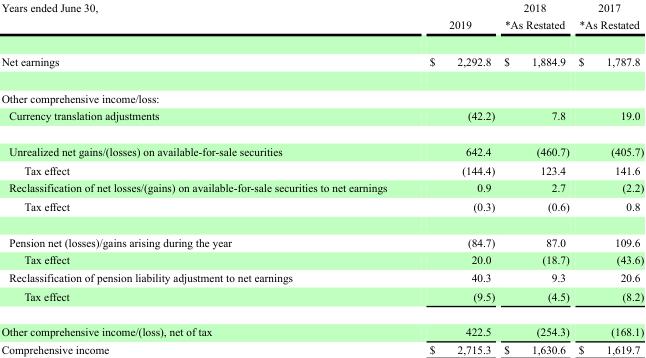 Years ended June 30, 2018 2017
2019 *As Restated *As Restated
Net earnings $ 2,292.8 $ 1,884.9 $ 1,787.8
Other comprehensive income/loss:
Currency translation adjustments (42.2) 7.8 19.0
Unrealized net gains/(losses) on available-for-sale securities 642.4 (460.7) (405.7)
Tax effect (144.4) 123.4 141.6
Reclassification of net losses/(gains) on available-for-sale securities to net earnings 0.9 2.7 (2.2)
Tax effect (0.3) (0.6) 0.8
Pension net (losses)/gains arising during the year (84.7) 87.0 109.6
Tax effect 20.0 (18.7) (43.6)
Reclassification of pension liability adjustment to net earnings 40.3 9.3 20.6
Tax effect (9.5) (4.5) (8.2)
Other comprehensive income/(loss), net of tax 422.5 (254.3) (168.1)
Comprehensive income $ 2,715.3 $ 1,630.6 $ 1,619.7